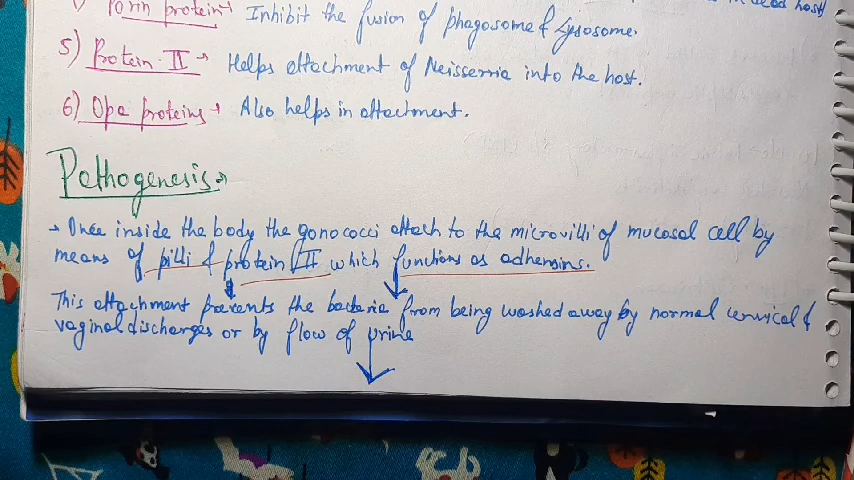 Porin protein → Inhibit the fusion of phagosome & lysosome.
5) Protein II → Helps attachment of Neisserria into the host.
6) Opa proteins → Also helps in attachment.
Pathogenesis →
→ Once inside the body the gonococci attach to the microvilli of mucosal cell by
means of pilli & protein II which functions as adhensins.
This attachment prevents the bacteria from being washed away by normal cervical &
vaginal discharges or by flow of urine